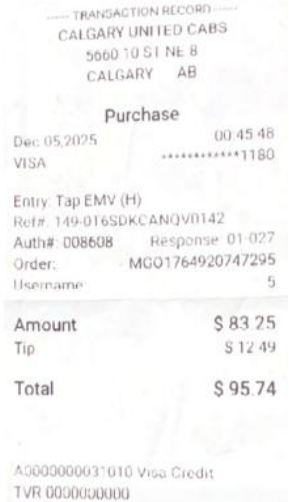 ----- TRANSACTION RECORD -----
CALGARY UNITED CABS
5660 10 ST NE 8
CALGARY AB
Purchase
Dec 05,2025 00:45:48
VISA ************1180
Entry: Tap EMV (H)
Ref#: 149-016SDKCANQV0142
Auth#: 008608 Response 01-027
Order: MGO1764920747295
Username 5
Amount $ 83.25
Tip $ 12.49
Total $ 95.74
A0000000031010 Visa Credit
TVR 0000000000